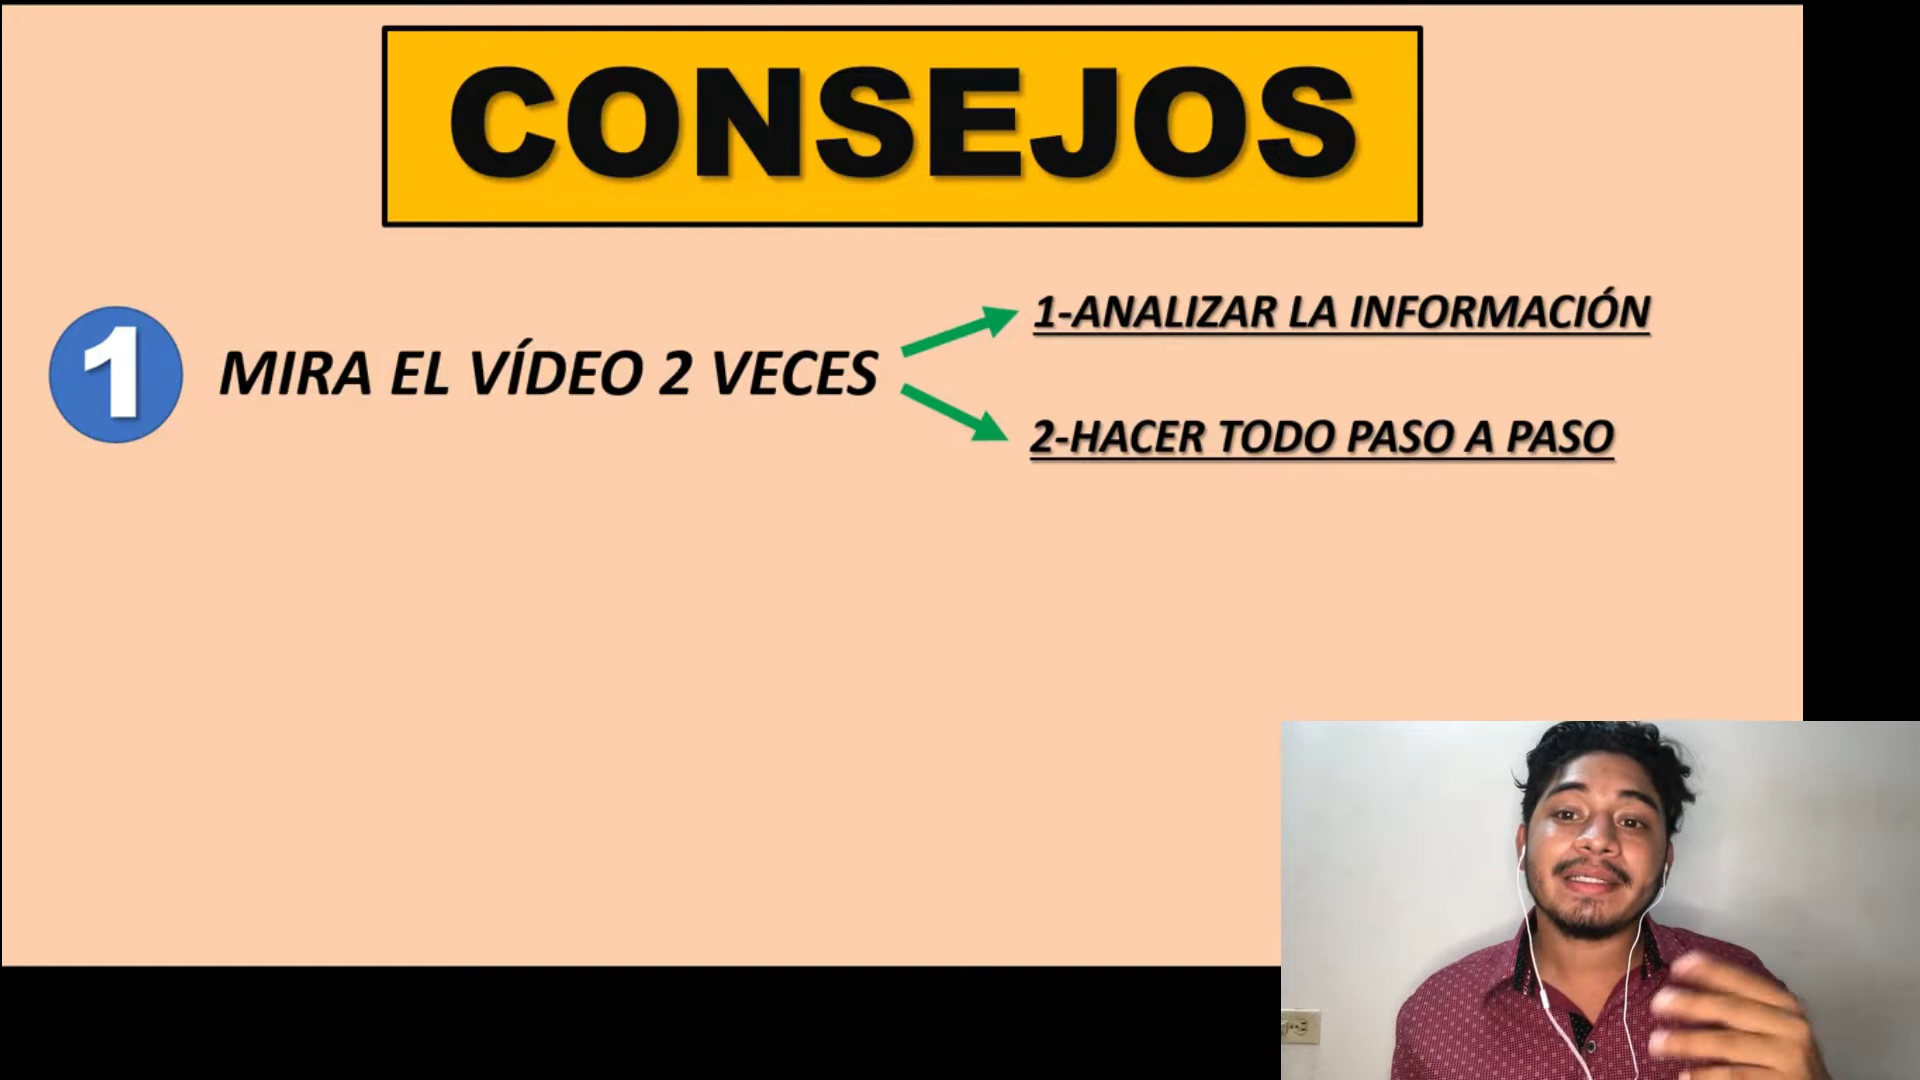 CONSEJOS
1
MIRA EL VÍDEO 2 VECES
1-ANALIZAR LA INFORMACIÓN
2-HACER TODO PASO A PASO